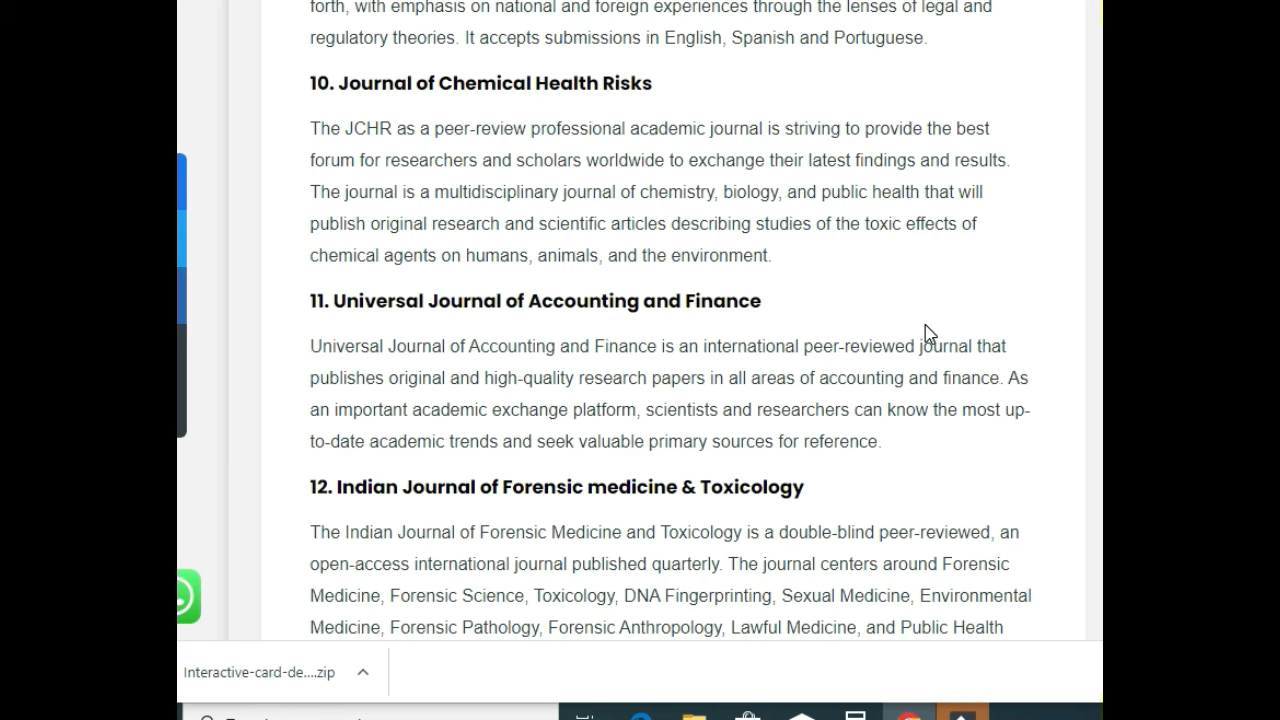 forth, with emphasis on national and foreign experiences through the lenses of legal and
regulatory theories. It accepts submissions in English, Spanish and Portuguese.
10. Journal of Chemical Health Risks
The JCHR as a peer-review professional academic journal is striving to provide the best
forum for researchers and scholars worldwide to exchange their latest findings and results.
The journal is a multidisciplinary journal of chemistry, biology, and public health that will
publish original research and scientific articles describing studies of the toxic effects of
chemical agents on humans, animals, and the environment.
11. Universal Journal of Accounting and Finance
Universal Journal of Accounting and Finance is an international peer-reviewed journal that
publishes original and high-quality research papers in all areas of accounting and finance. As
an important academic exchange platform, scientists and researchers can know the most up-
to-date academic trends and seek valuable primary sources for reference.
12. Indian Journal of Forensic medicine & Toxicology
The Indian Journal of Forensic Medicine and Toxicology is a double-blind peer-reviewed, an
open-access international journal published quarterly. The journal centers around Forensic
Medicine, Forensic Science, Toxicology, DNA Fingerprinting, Sexual Medicine, Environmental
Medicine, Forensic Pathology, Forensic Anthropology, Lawful Medicine, and Public Health
Interactive-card-de....zip